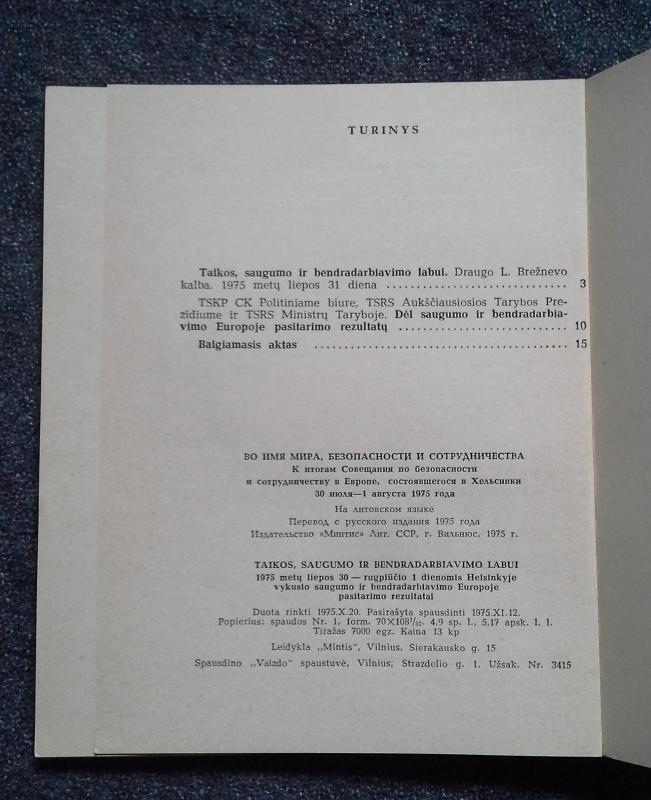 TURINYS
Taikos, saugumo ir bendradarbiavimo labui. Draugo L. Brežnevo
kalba. 1975 metų liepos 31 diena .............................. 3
TSKP CK Politiniame biure, TSRS Aukščiausiosios Tarybos Pre-
zidiume ir TSRS Ministrų Taryboje. Dėl saugumo ir bendradarbia-
vimo Europoje pasitarimo rezultatų ............................ 10
Baigiamasis aktas .......................................... 15
ВО ИМЯ МИРА, БЕЗОПАСНОСТИ И СОТРУДНИЧЕСТВА
К итогам Совещания по безопасности
и сотрудничеству в Европе, состоявшегося в Хельсинки
30 июля—1 августа 1975 года
На литовском языке
Перевод с русского издания 1975 года
Издательство «Минтис» Лит. ССР, г. Вильнюс, 1975 г.
TAIKOS, SAUGUMO IR BENDRADARBIAVIMO LABUI
1975 metų liepos 30 — rugpiūčio 1 dienomis Helsinkyje
vykusio saugumo ir bendradarbiavimo Europoje
pasitarimo rezultatai
Duota rinkti 1975.X.20. Pasirašyta spausdinti 1975.XI.12.
Popierius: spaudos Nr. 1, form. 70×108¹/₃₂. 4,9 sp. l., 5,17 apsk. l. l.
Tiražas 7000 egz. Kaina 13 kp
Leidykla „Mintis", Vilnius, Sierakausko g. 15
Spausdino „Vaizdo" spaustuvė, Vilnius, Strazdelio g. 1. Užsak. Nr. 3415